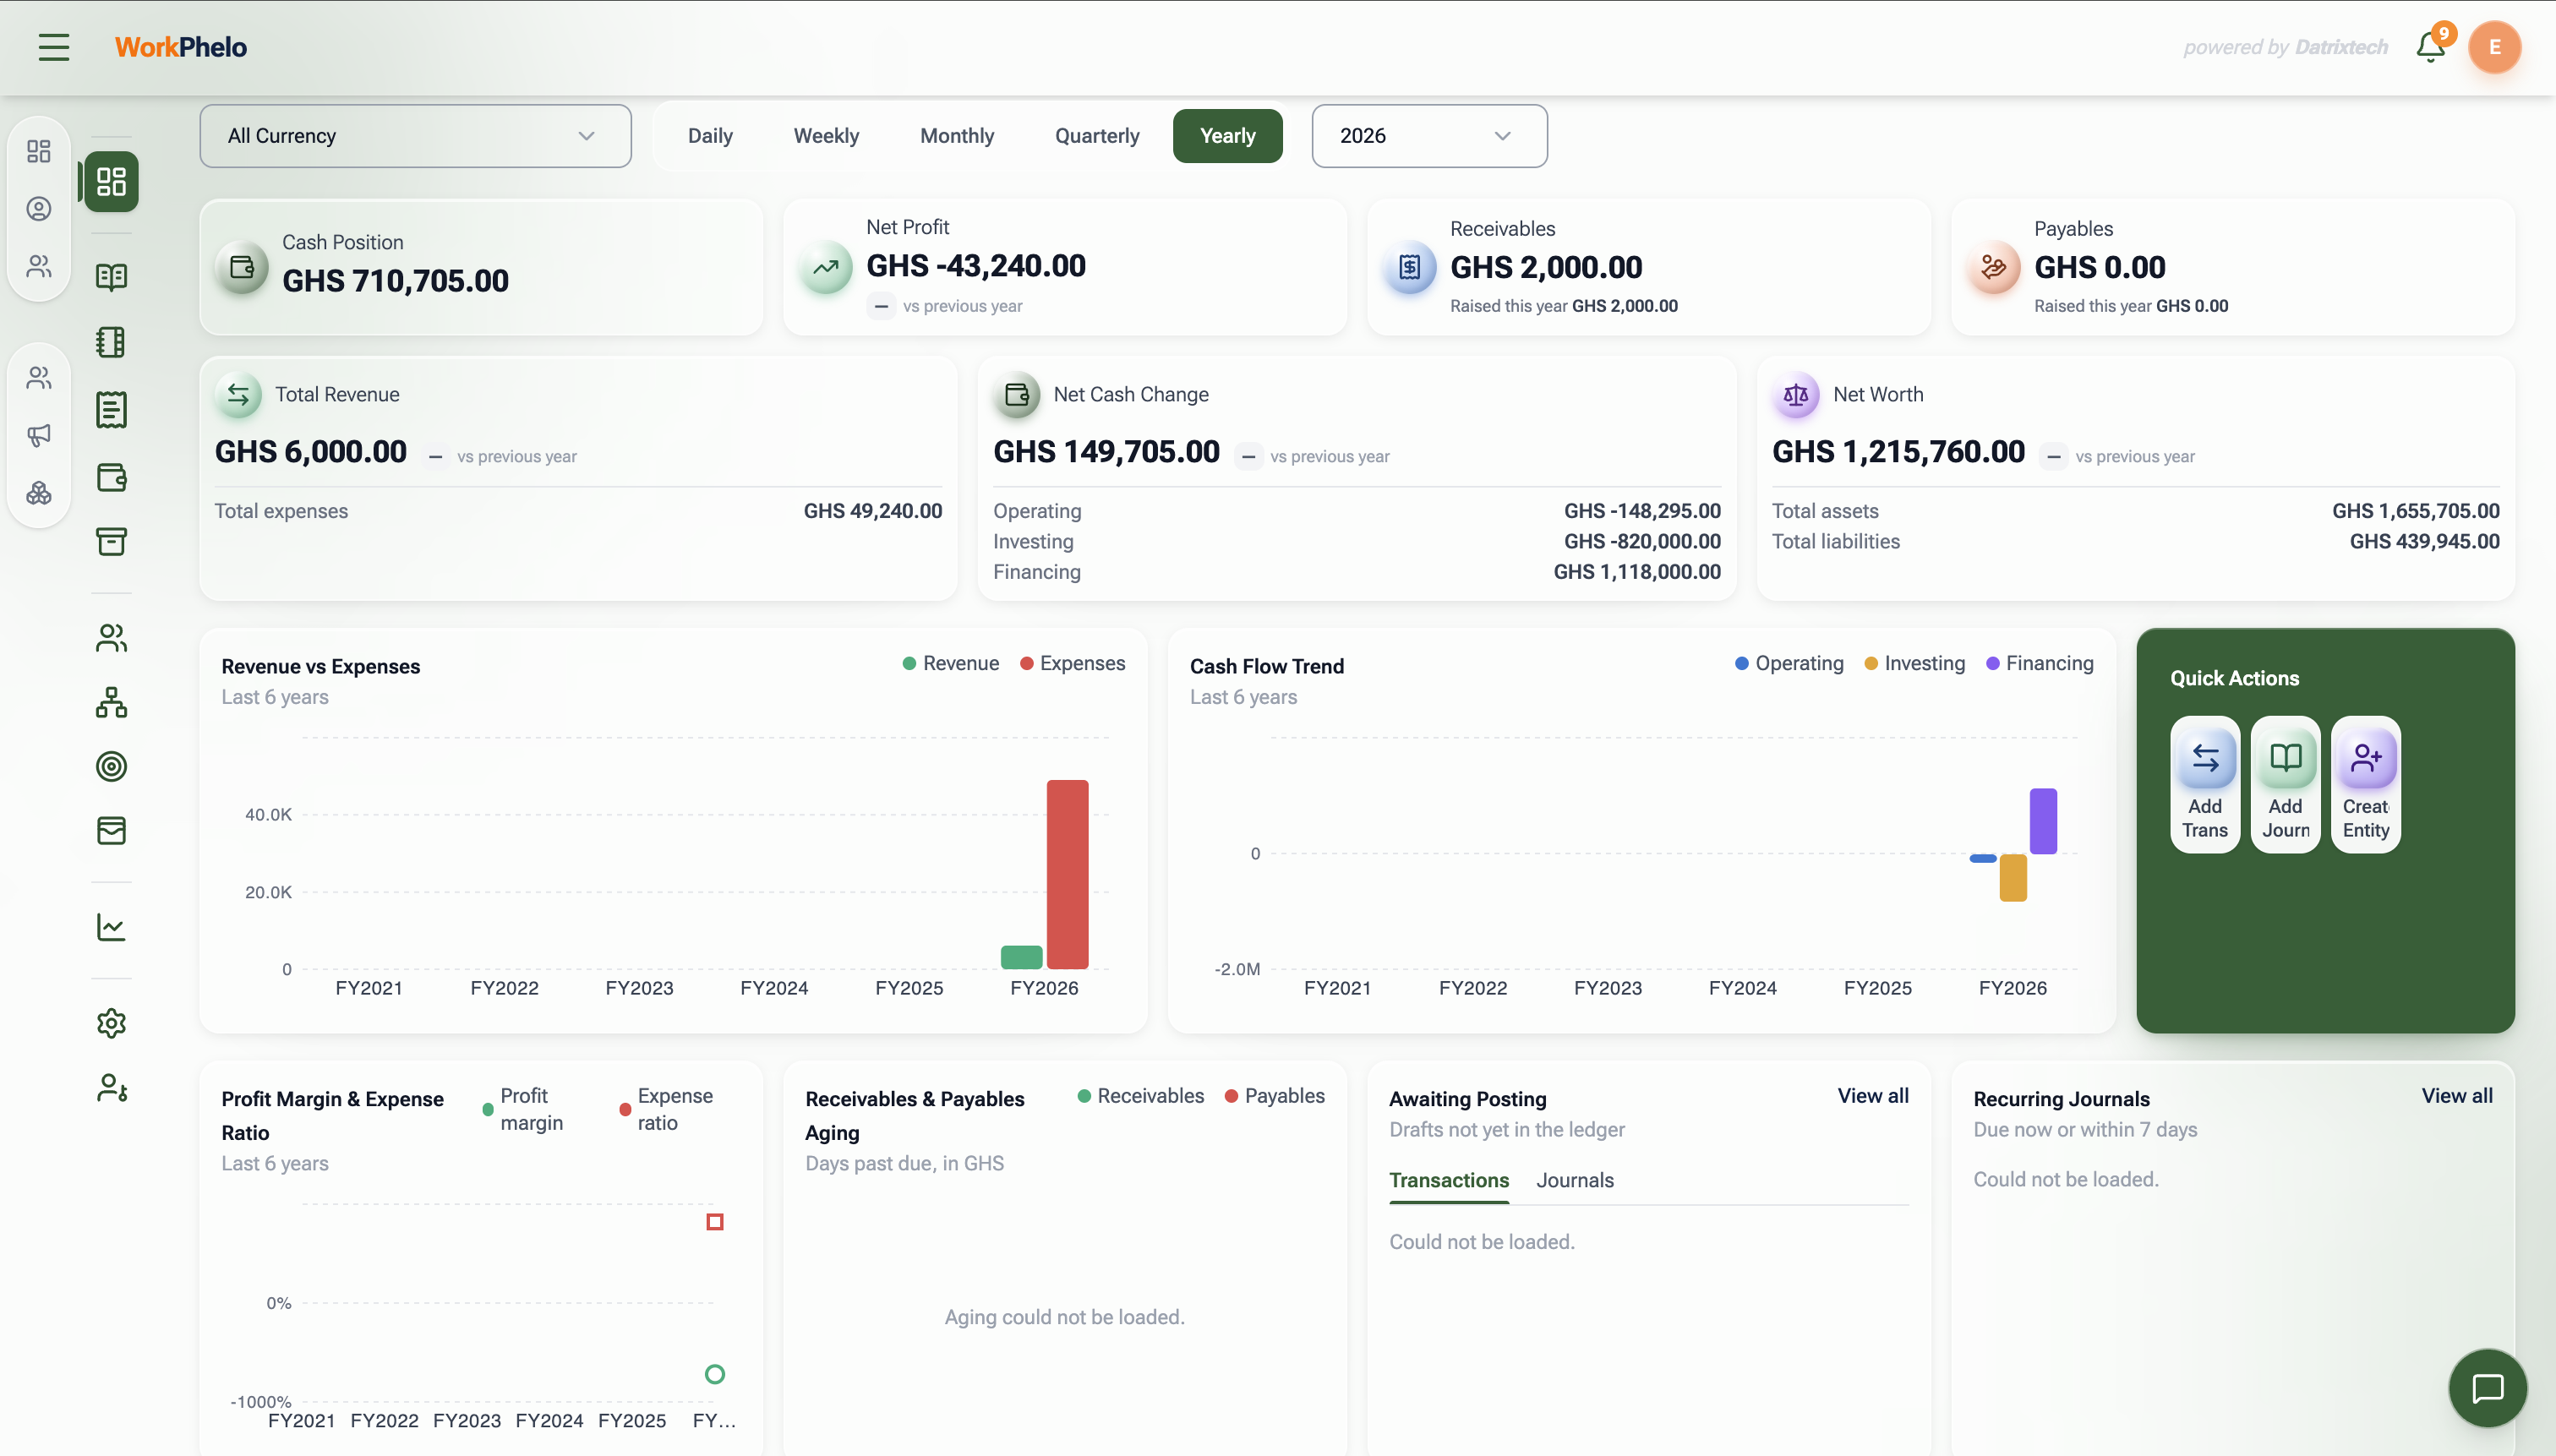 WorkPhelo
powered by Datrixtech
9
E
All Currency
Daily
Weekly
Monthly
Quarterly
Yearly
2026
Cash Position
GHS 710,705.00
Net Profit
GHS -43,240.00
– vs previous year
Receivables
GHS 2,000.00
Raised this year GHS 2,000.00
Payables
GHS 0.00
Raised this year GHS 0.00
Total Revenue
GHS 6,000.00 – vs previous year
Total expenses GHS 49,240.00
Net Cash Change
GHS 149,705.00 – vs previous year
Operating GHS -148,295.00
Investing GHS -820,000.00
Financing GHS 1,118,000.00
Net Worth
GHS 1,215,760.00 – vs previous year
Total assets GHS 1,655,705.00
Total liabilities GHS 439,945.00
Revenue vs Expenses
Last 6 years
Revenue
Expenses
40.0K
20.0K
0
FY2021 FY2022 FY2023 FY2024 FY2025 FY2026
Cash Flow Trend
Last 6 years
Operating
Investing
Financing
0
-2.0M
FY2021 FY2022 FY2023 FY2024 FY2025 FY2026
Quick Actions
Add
Trans
Add
Journ
Creat
Entity
Profit Margin & Expense
Ratio
Last 6 years
Profit
margin
Expense
ratio
0%
-1000%
FY2021 FY2022 FY2023 FY2024 FY2025 FY...
Receivables & Payables
Aging
Days past due, in GHS
Receivables
Payables
Aging could not be loaded.
Awaiting Posting
View all
Drafts not yet in the ledger
Transactions
Journals
Could not be loaded.
Recurring Journals
View all
Due now or within 7 days
Could not be loaded.